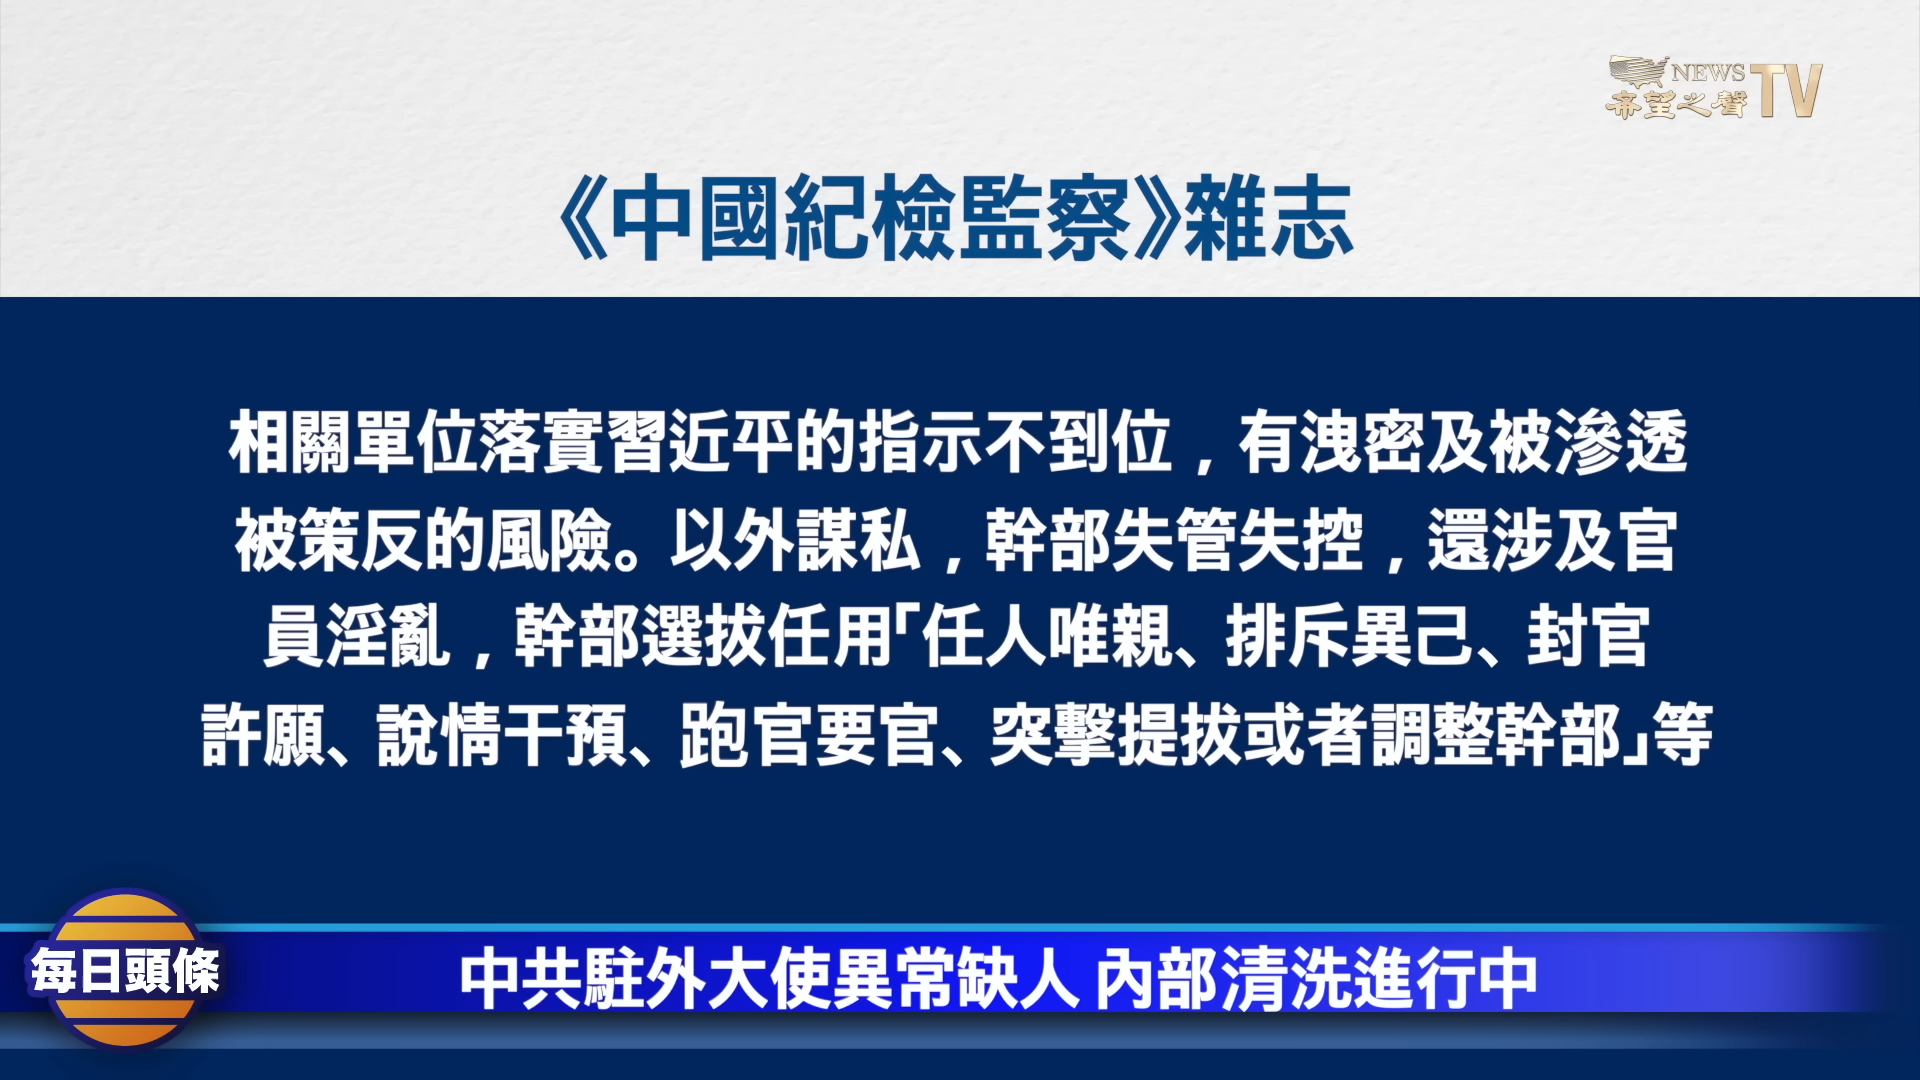 NEWS
希望之聲TV
《中國紀檢監察》雜志
相關單位落實習近平的指示不到位，有洩密及被滲透
被策反的風險。以外謀私，幹部失管失控，還涉及官
員淫亂，幹部選拔任用「任人唯親、排斥異己、封官
許願、說情干預、跑官要官、突擊提拔或者調整幹部」等
每日頭條
中共駐外大使異常缺人 內部清洗進行中